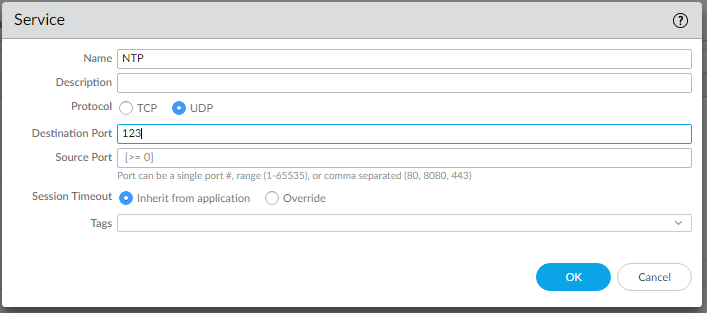 Service
Name NTP
Description
Protocol TCP UDP
Destination Port 123
Source Port [>= 0]
Port can be a single port #, range (1-65535), or comma separated (80, 8080, 443)
Session Timeout Inherit from application Override
Tags
OK Cancel